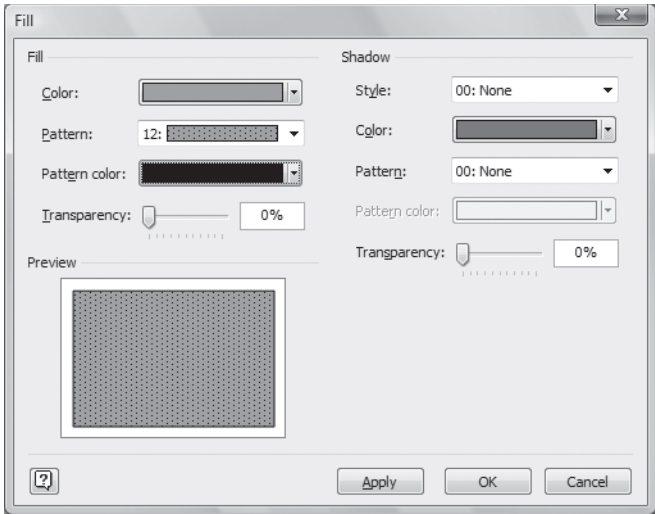 Fill
Fill
Color:
Pattern: 12:
Pattern color:
Transparency: 0%
Preview
Shadow
Style: 00: None
Color:
Pattern: 00: None
Pattern color:
Transparency: 0%
Apply OK Cancel